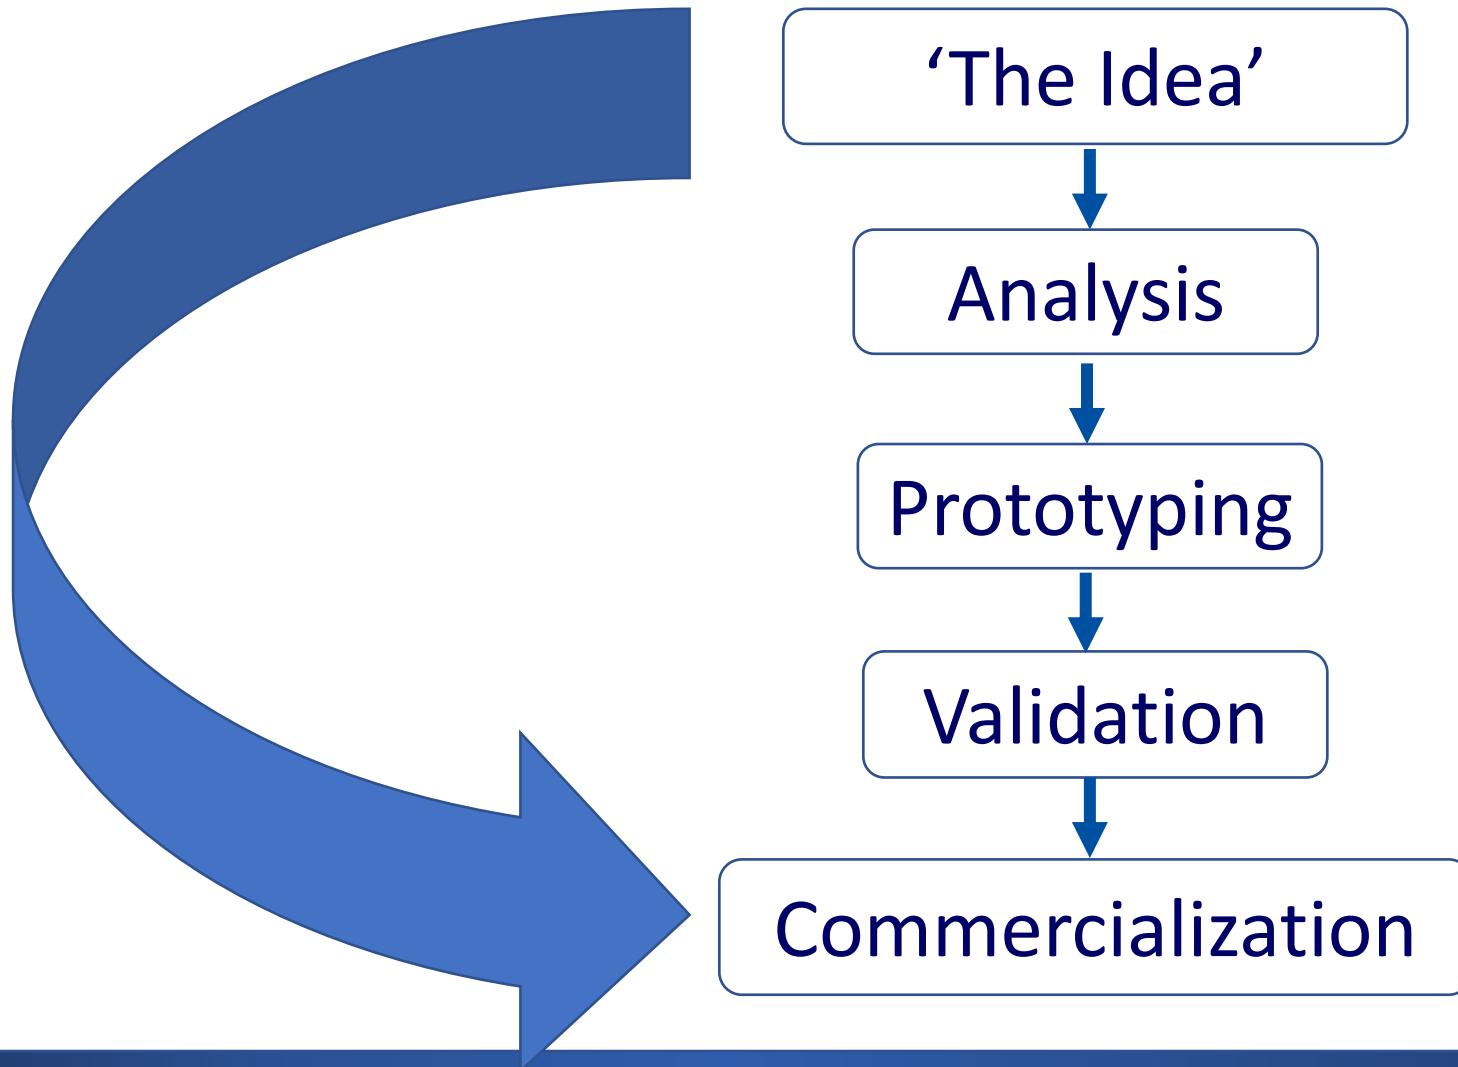 ‘The Idea’
Analysis
Prototyping
Validation
Commercialization